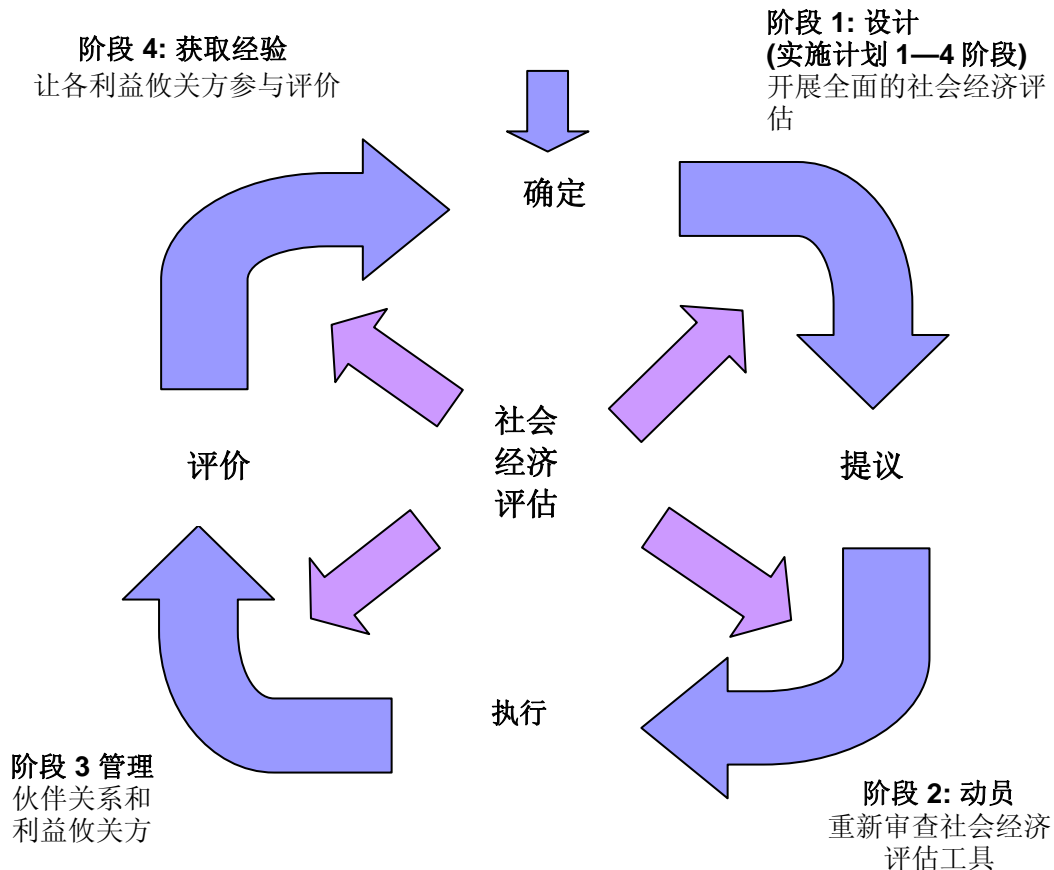 阶段 4: 获取经验
让各利益攸关方参与评价
阶段 1: 设计
(实施计划 1—4 阶段)
开展全面的社会经济评
估
确定
社会
经济
评估
评价
提议
执行
阶段 3 管理
伙伴关系和
利益攸关方
阶段 2: 动员
重新审查社会经济
评估工具